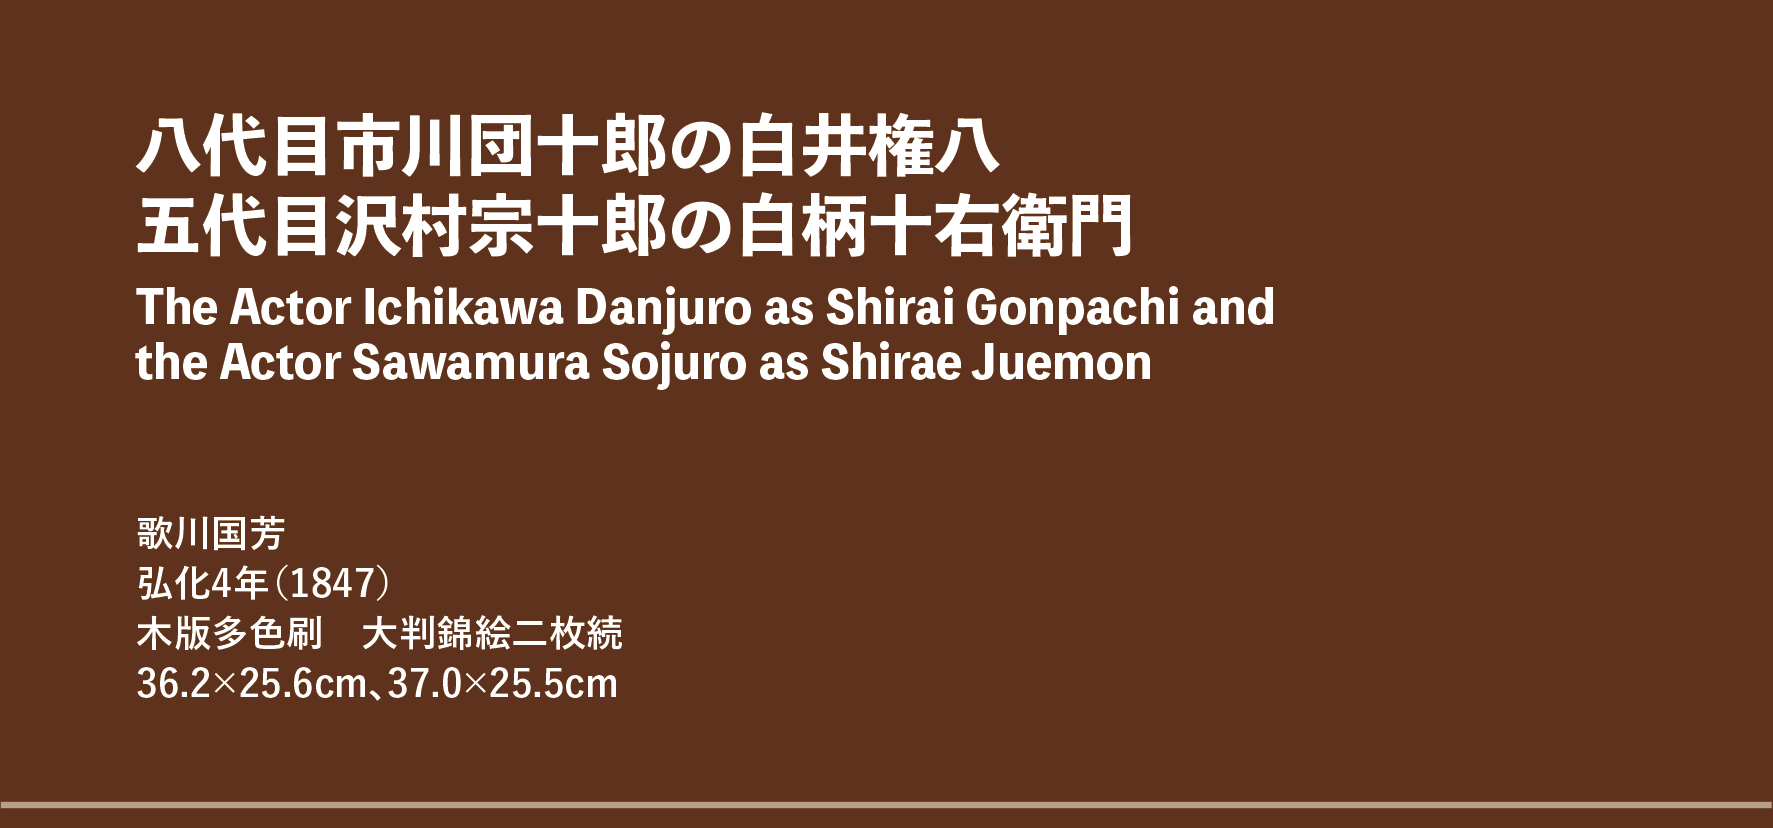 八代目市川団十郎の白井権八
五代目沢村宗十郎の白柄十右衛門
The Actor Ichikawa Danjuro as Shirai Gonpachi and
the Actor Sawamura Sojuro as Shirae Juemon
歌川国芳
弘化4年（1847）
木版多色刷　大判錦絵二枚続
36.2×25.6cm、37.0×25.5cm